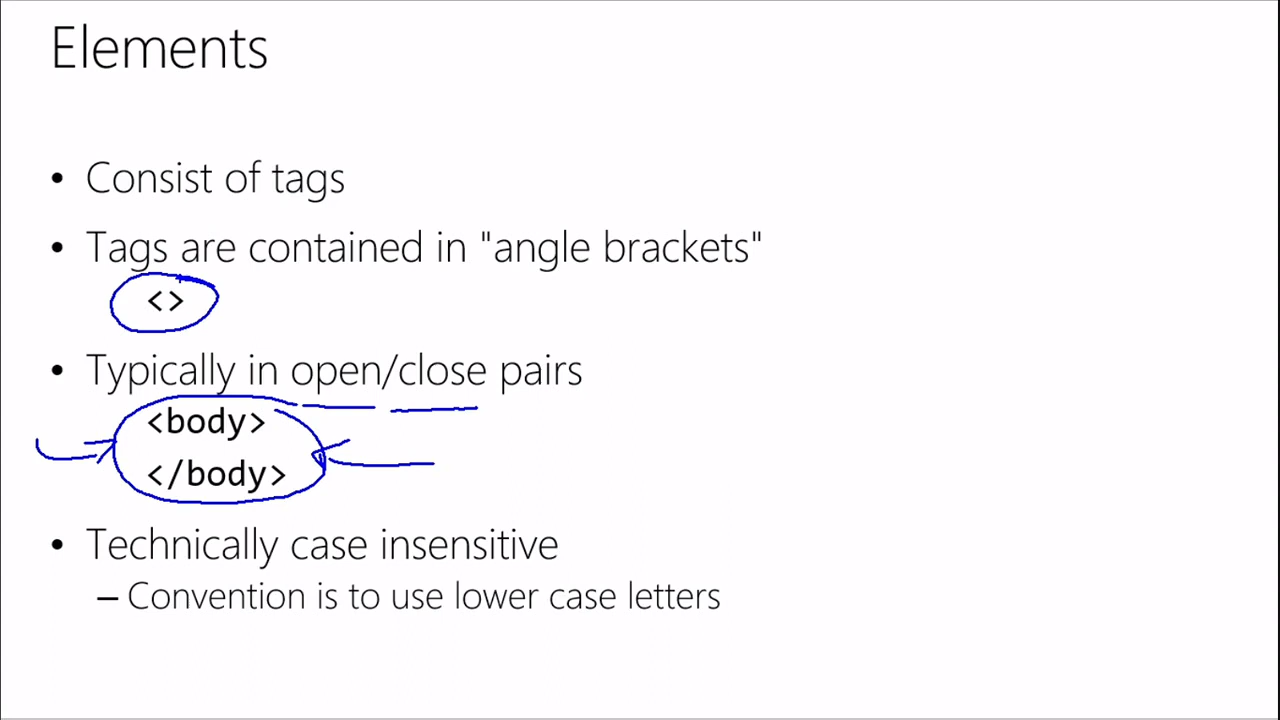 Elements
• Consist of tags
• Tags are contained in "angle brackets"
<>
• Typically in open/close pairs
<body>
</body>
• Technically case insensitive
– Convention is to use lower case letters